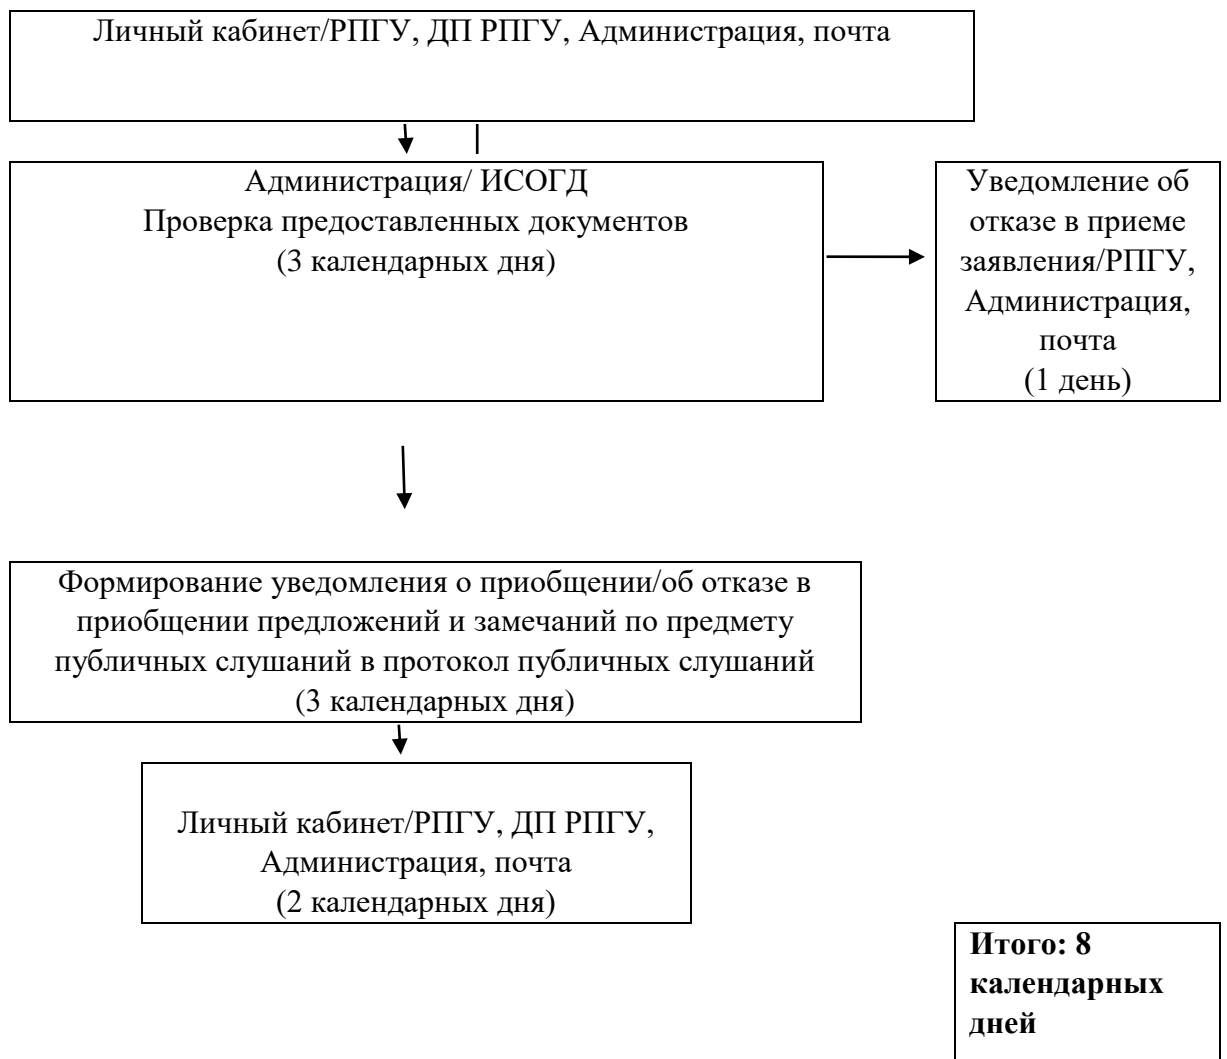 Личный кабинет/РПГУ, ДП РПГУ, Администрация, почта
Администрация/ ИСОГД
Проверка предоставленных документов
(3 календарных дня)
Уведомление об
отказе в приеме
заявления/РПГУ,
Администрация,
почта
(1 день)
Формирование уведомления о приобщении/об отказе в
приобщении предложений и замечаний по предмету
публичных слушаний в протокол публичных слушаний
(3 календарных дня)
Личный кабинет/РПГУ, ДП РПГУ,
Администрация, почта
(2 календарных дня)
Итого: 8
календарных
дней